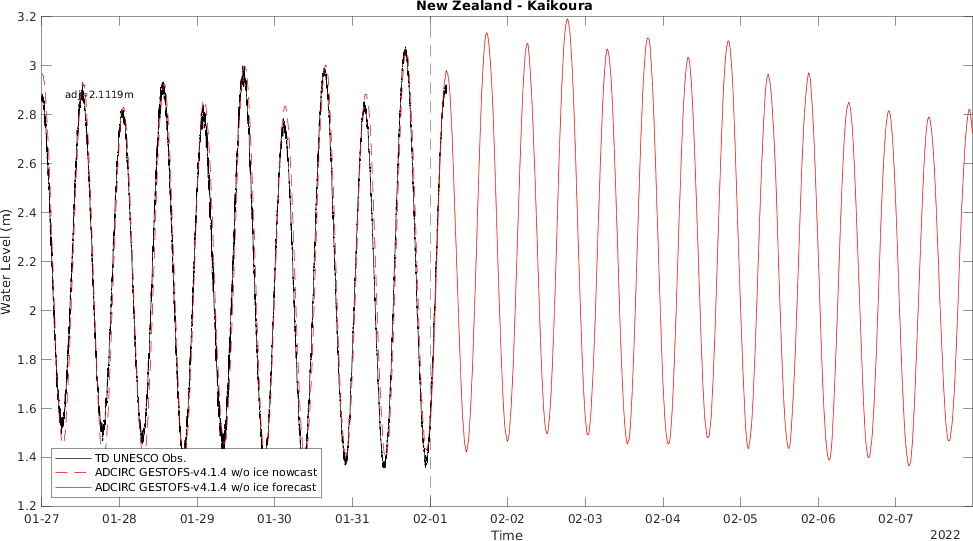 New Zealand - Kaikoura
3.2
3
2.8
2.6
2.4
2.2
2
1.8
1.6
1.4
1.2
Water Level (m)
adj=2.1119m
TD UNESCO Obs.
ADCIRC GESTOFS-v4.1.4 w/o ice nowcast
ADCIRC GESTOFS-v4.1.4 w/o ice forecast
01-27 01-28 01-29 01-30 01-31 02-01 02-02 02-03 02-04 02-05 02-06 02-07
Time
2022